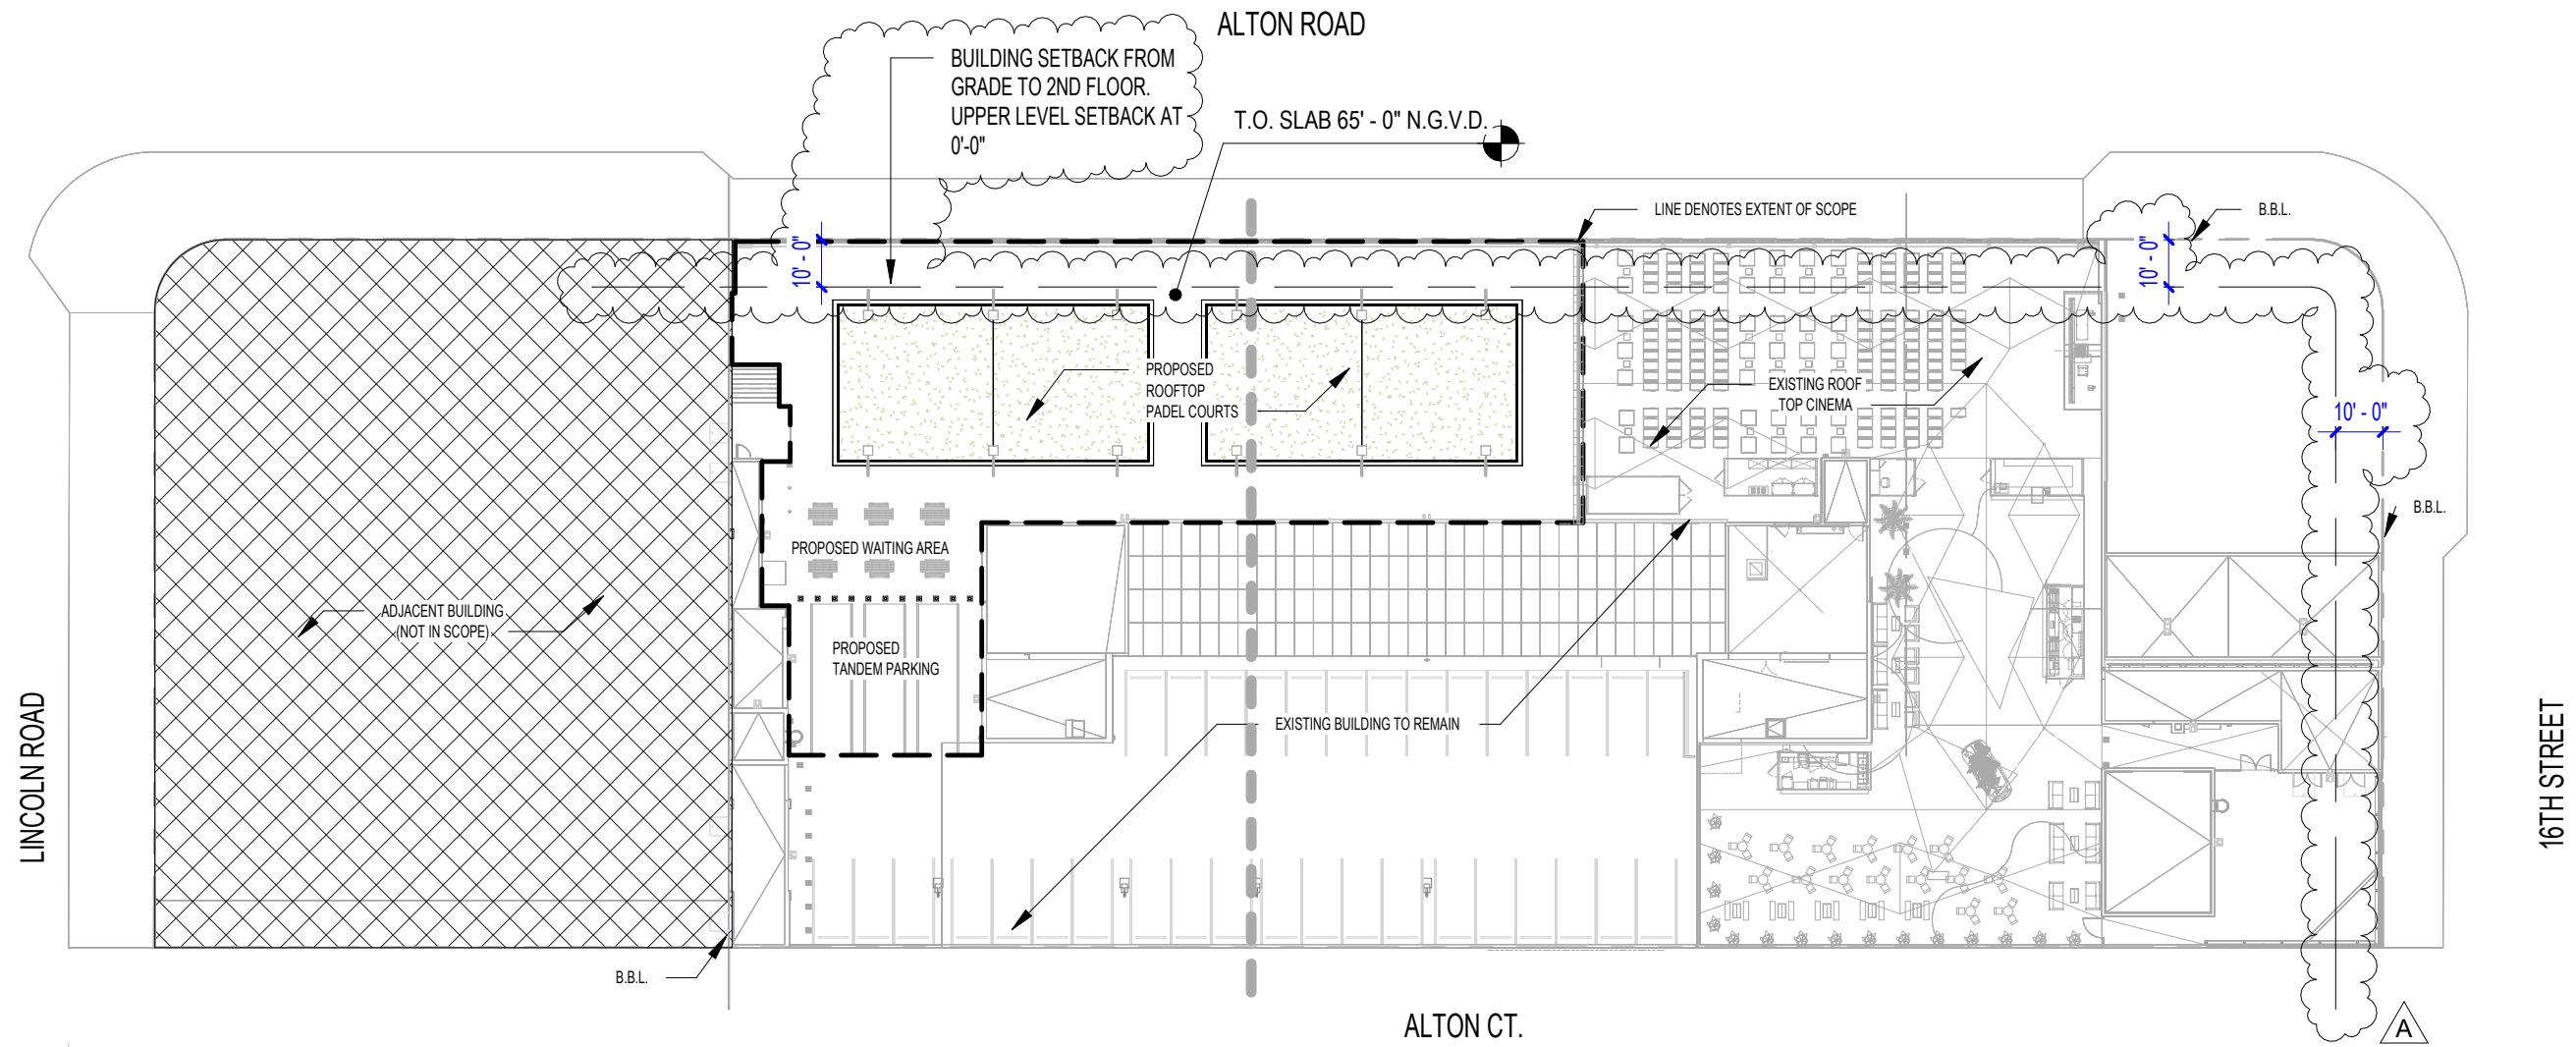 ALTON ROAD
BUILDING SETBACK FROM
GRADE TO 2ND FLOOR.
UPPER LEVEL SETBACK AT
0'-0"
T.O. SLAB 65' - 0" N.G.V.D.
LINE DENOTES EXTENT OF SCOPE
B.B.L.
10' - 0"
10' - 0"
PROPOSED
ROOFTOP
PADEL COURTS
EXISTING ROOF
TOP CINEMA
10' - 0"
B.B.L.
PROPOSED WAITING AREA
ADJACENT BUILDING
(NOT IN SCOPE)
PROPOSED
TANDEM PARKING
EXISTING BUILDING TO REMAIN
LINCOLN ROAD
16TH STREET
B.B.L.
ALTON CT.
A